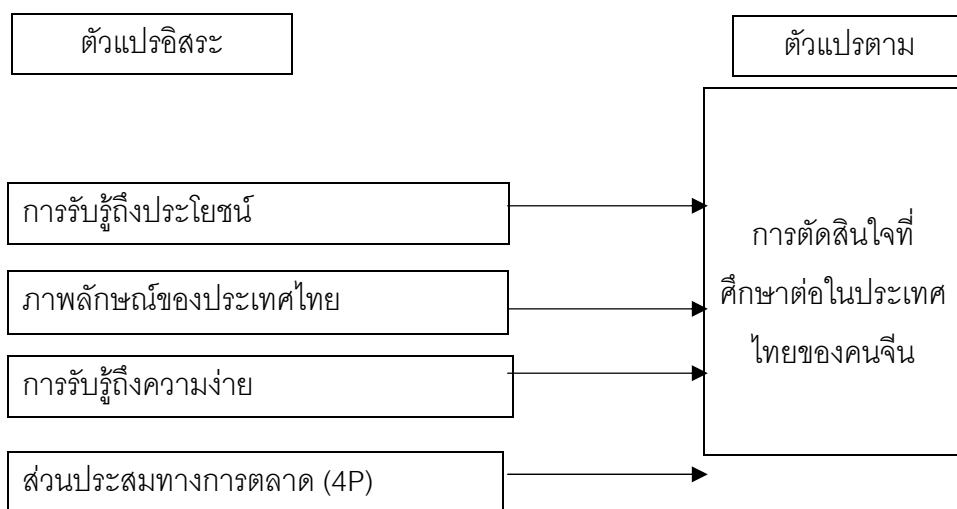 ตัวแปรอิสระ
ตัวแปรตาม
การรับรู้ถึงประโยชน์
ภาพลักษณ์ของประเทศไทย
การรับรู้ถึงความง่าย
ส่วนประสมทางการตลาด (4P)
การตัดสินใจที่
ศึกษาต่อในประเทศ
ไทยของคนจีน